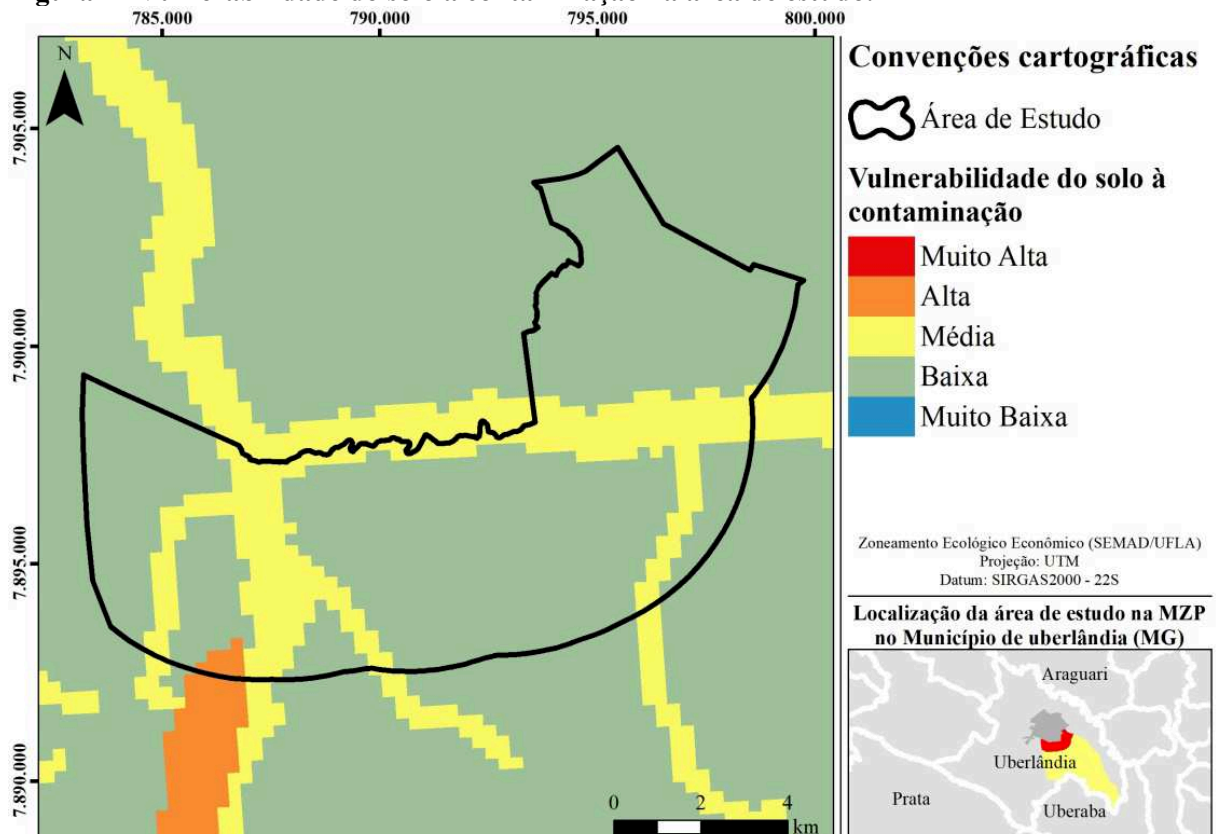 785.000 790.000 795.000 800.000
N
7.905.000
7.900.000
7.895.000
7.890.000
0 2 4
km
Convenções cartográficas
Área de Estudo
Vulnerabilidade do solo à
contaminação
Muito Alta
Alta
Média
Baixa
Muito Baixa
Zoneamento Ecológico Econômico (SEMAD/UFLA)
Projeção: UTM
Datum: SIRGAS2000 - 22S
Localização da área de estudo na MZP
no Município de uberlândia (MG)
Araguari
Uberlândia
Prata
Uberaba